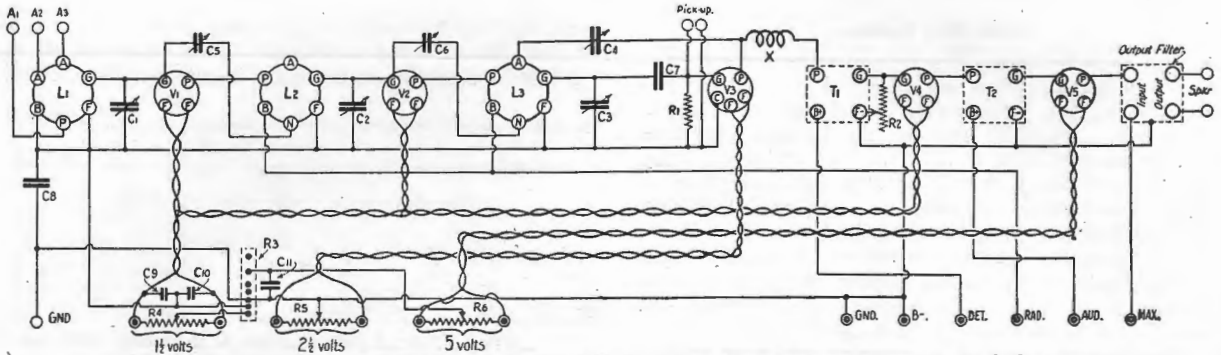 A1 A2 A3
Pick-up.
C5 C6 C4
Output Filter
A A A A A
G P G P G P G P G C7 G P X P G G P P G G P
L1 C1 V1 L2 C2 V2 L3 C3 R1 V3 T1 R2 V4 T2 V5 Input Output Spkr
B F F F B F F F B F C F F B+ F- F F B+ F- F F
P N N
C8
R3
C9 C10 C11
R4 R5 R6
GND GND. B-. DET. RAD. AUD. MAX.
1½ volts 2½ volts 5 volts